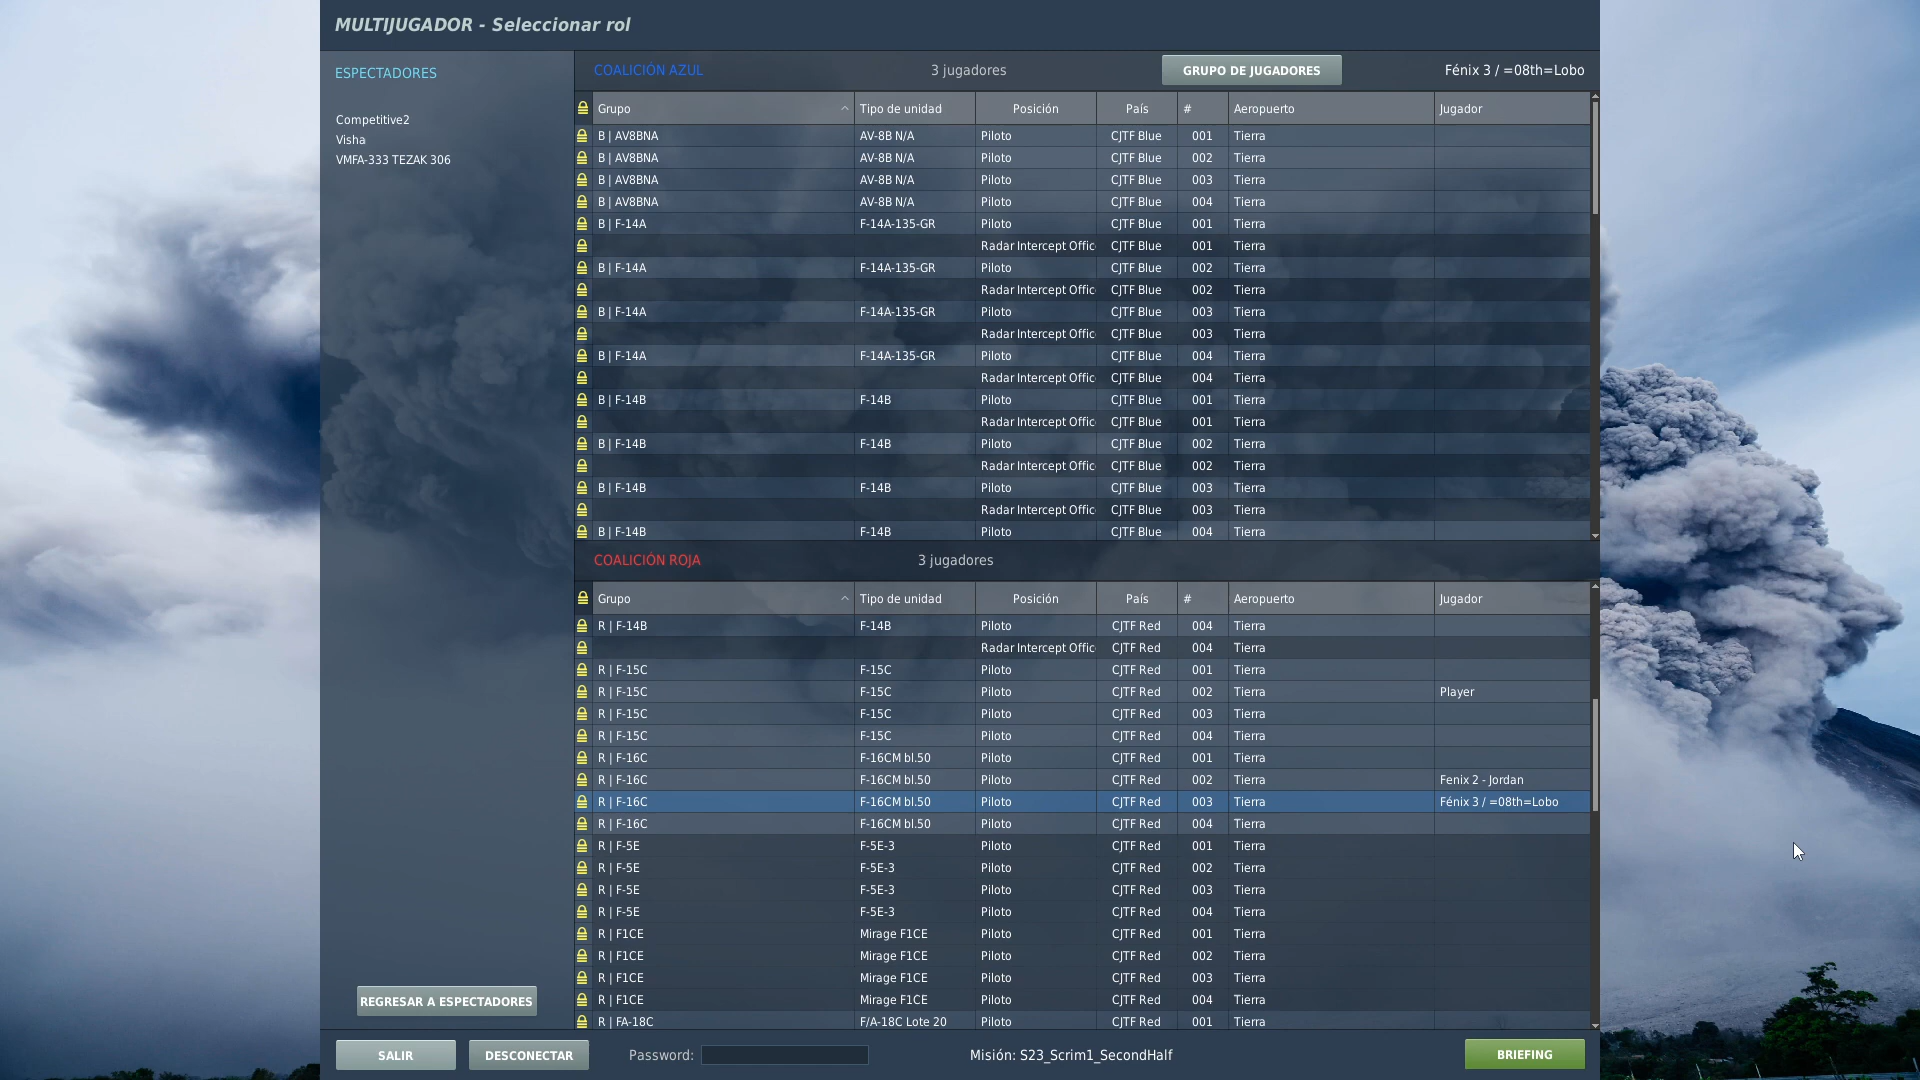 MULTIJUGADOR - Seleccionar rol
ESPECTADORES
Competitive2
Visha
VMFA-333 TEZAK 306
COALICIÓN AZUL 3 jugadores GRUPO DE JUGADORES Fénix 3 / =08th=Lobo
Grupo Tipo de unidad Posición País # Aeropuerto Jugador
B | AV8BNA AV-8B N/A Piloto CJTF Blue 001 Tierra
B | AV8BNA AV-8B N/A Piloto CJTF Blue 002 Tierra
B | AV8BNA AV-8B N/A Piloto CJTF Blue 003 Tierra
B | AV8BNA AV-8B N/A Piloto CJTF Blue 004 Tierra
B | F-14A F-14A-135-GR Piloto CJTF Blue 001 Tierra
Radar Intercept Offic CJTF Blue 001 Tierra
B | F-14A F-14A-135-GR Piloto CJTF Blue 002 Tierra
Radar Intercept Offic CJTF Blue 002 Tierra
B | F-14A F-14A-135-GR Piloto CJTF Blue 003 Tierra
Radar Intercept Offic CJTF Blue 003 Tierra
B | F-14A F-14A-135-GR Piloto CJTF Blue 004 Tierra
Radar Intercept Offic CJTF Blue 004 Tierra
B | F-14B F-14B Piloto CJTF Blue 001 Tierra
Radar Intercept Offic CJTF Blue 001 Tierra
B | F-14B F-14B Piloto CJTF Blue 002 Tierra
Radar Intercept Offic CJTF Blue 002 Tierra
B | F-14B F-14B Piloto CJTF Blue 003 Tierra
Radar Intercept Offic CJTF Blue 003 Tierra
B | F-14B F-14B Piloto CJTF Blue 004 Tierra
COALICIÓN ROJA 3 jugadores
Grupo Tipo de unidad Posición País # Aeropuerto Jugador
R | F-14B F-14B Piloto CJTF Red 004 Tierra
Radar Intercept Offic CJTF Red 004 Tierra
R | F-15C F-15C Piloto CJTF Red 001 Tierra
R | F-15C F-15C Piloto CJTF Red 002 Tierra Player
R | F-15C F-15C Piloto CJTF Red 003 Tierra
R | F-15C F-15C Piloto CJTF Red 004 Tierra
R | F-16C F-16CM bl.50 Piloto CJTF Red 001 Tierra
R | F-16C F-16CM bl.50 Piloto CJTF Red 002 Tierra Fenix 2 - Jordan
R | F-16C F-16CM bl.50 Piloto CJTF Red 003 Tierra Fénix 3 / =08th=Lobo
R | F-16C F-16CM bl.50 Piloto CJTF Red 004 Tierra
R | F-5E F-5E-3 Piloto CJTF Red 001 Tierra
R | F-5E F-5E-3 Piloto CJTF Red 002 Tierra
R | F-5E F-5E-3 Piloto CJTF Red 003 Tierra
R | F-5E F-5E-3 Piloto CJTF Red 004 Tierra
R | F1CE Mirage F1CE Piloto CJTF Red 001 Tierra
R | F1CE Mirage F1CE Piloto CJTF Red 002 Tierra
R | F1CE Mirage F1CE Piloto CJTF Red 003 Tierra
R | F1CE Mirage F1CE Piloto CJTF Red 004 Tierra
R | FA-18C F/A-18C Lote 20 Piloto CJTF Red 001 Tierra
REGRESAR A ESPECTADORES
SALIR DESCONECTAR Password: Misión: S23_Scrim1_SecondHalf BRIEFING